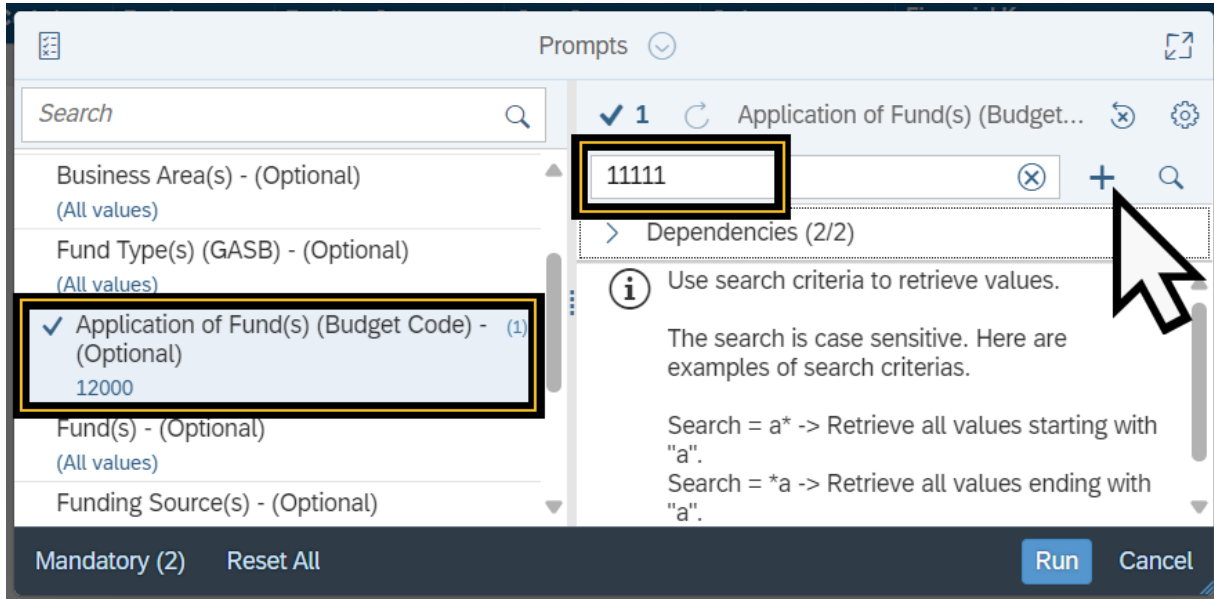 Prompts
Search
Business Area(s) - (Optional)
(All values)
Fund Type(s) (GASB) - (Optional)
(All values)
Application of Fund(s) (Budget Code) - (1)
(Optional)
12000
Fund(s) - (Optional)
(All values)
Funding Source(s) - (Optional)
1 Application of Fund(s) (Budget...
11111
Dependencies (2/2)
Use search criteria to retrieve values.
The search is case sensitive. Here are
examples of search criterias.
Search = a* -> Retrieve all values starting with
"a".
Search = *a -> Retrieve all values ending with
"a".
Mandatory (2) Reset All Run Cancel